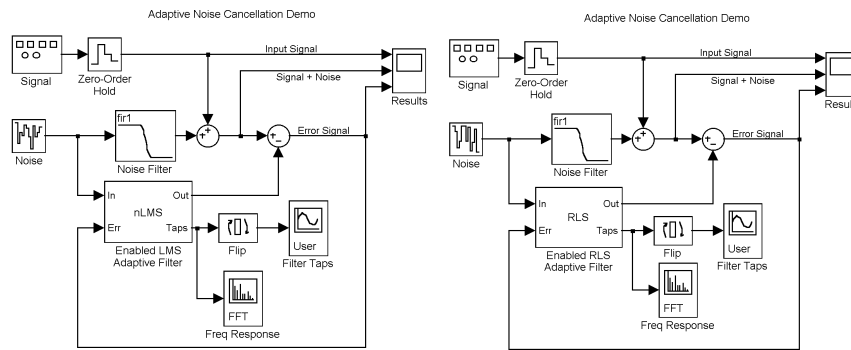 Adaptive Noise Cancellation Demo
Input Signal
Signal
Zero-Order
Hold
Signal + Noise
Results
fir1
Error Signal
Noise
Noise Filter
In
Out
nLMS
Err
Taps
Enabled LMS
Adaptive Filter
Flip
User
Filter Taps
FFT
Freq Response
Adaptive Noise Cancellation Demo
Input Signal
Signal
Zero-Order
Hold
Signal + Noise
Resul
fir1
Error Signal
Noise
Noise Filter
In
Out
RLS
Err
Taps
Enabled RLS
Adaptive Filter
Flip
User
Filter Taps
FFT
Freq Response